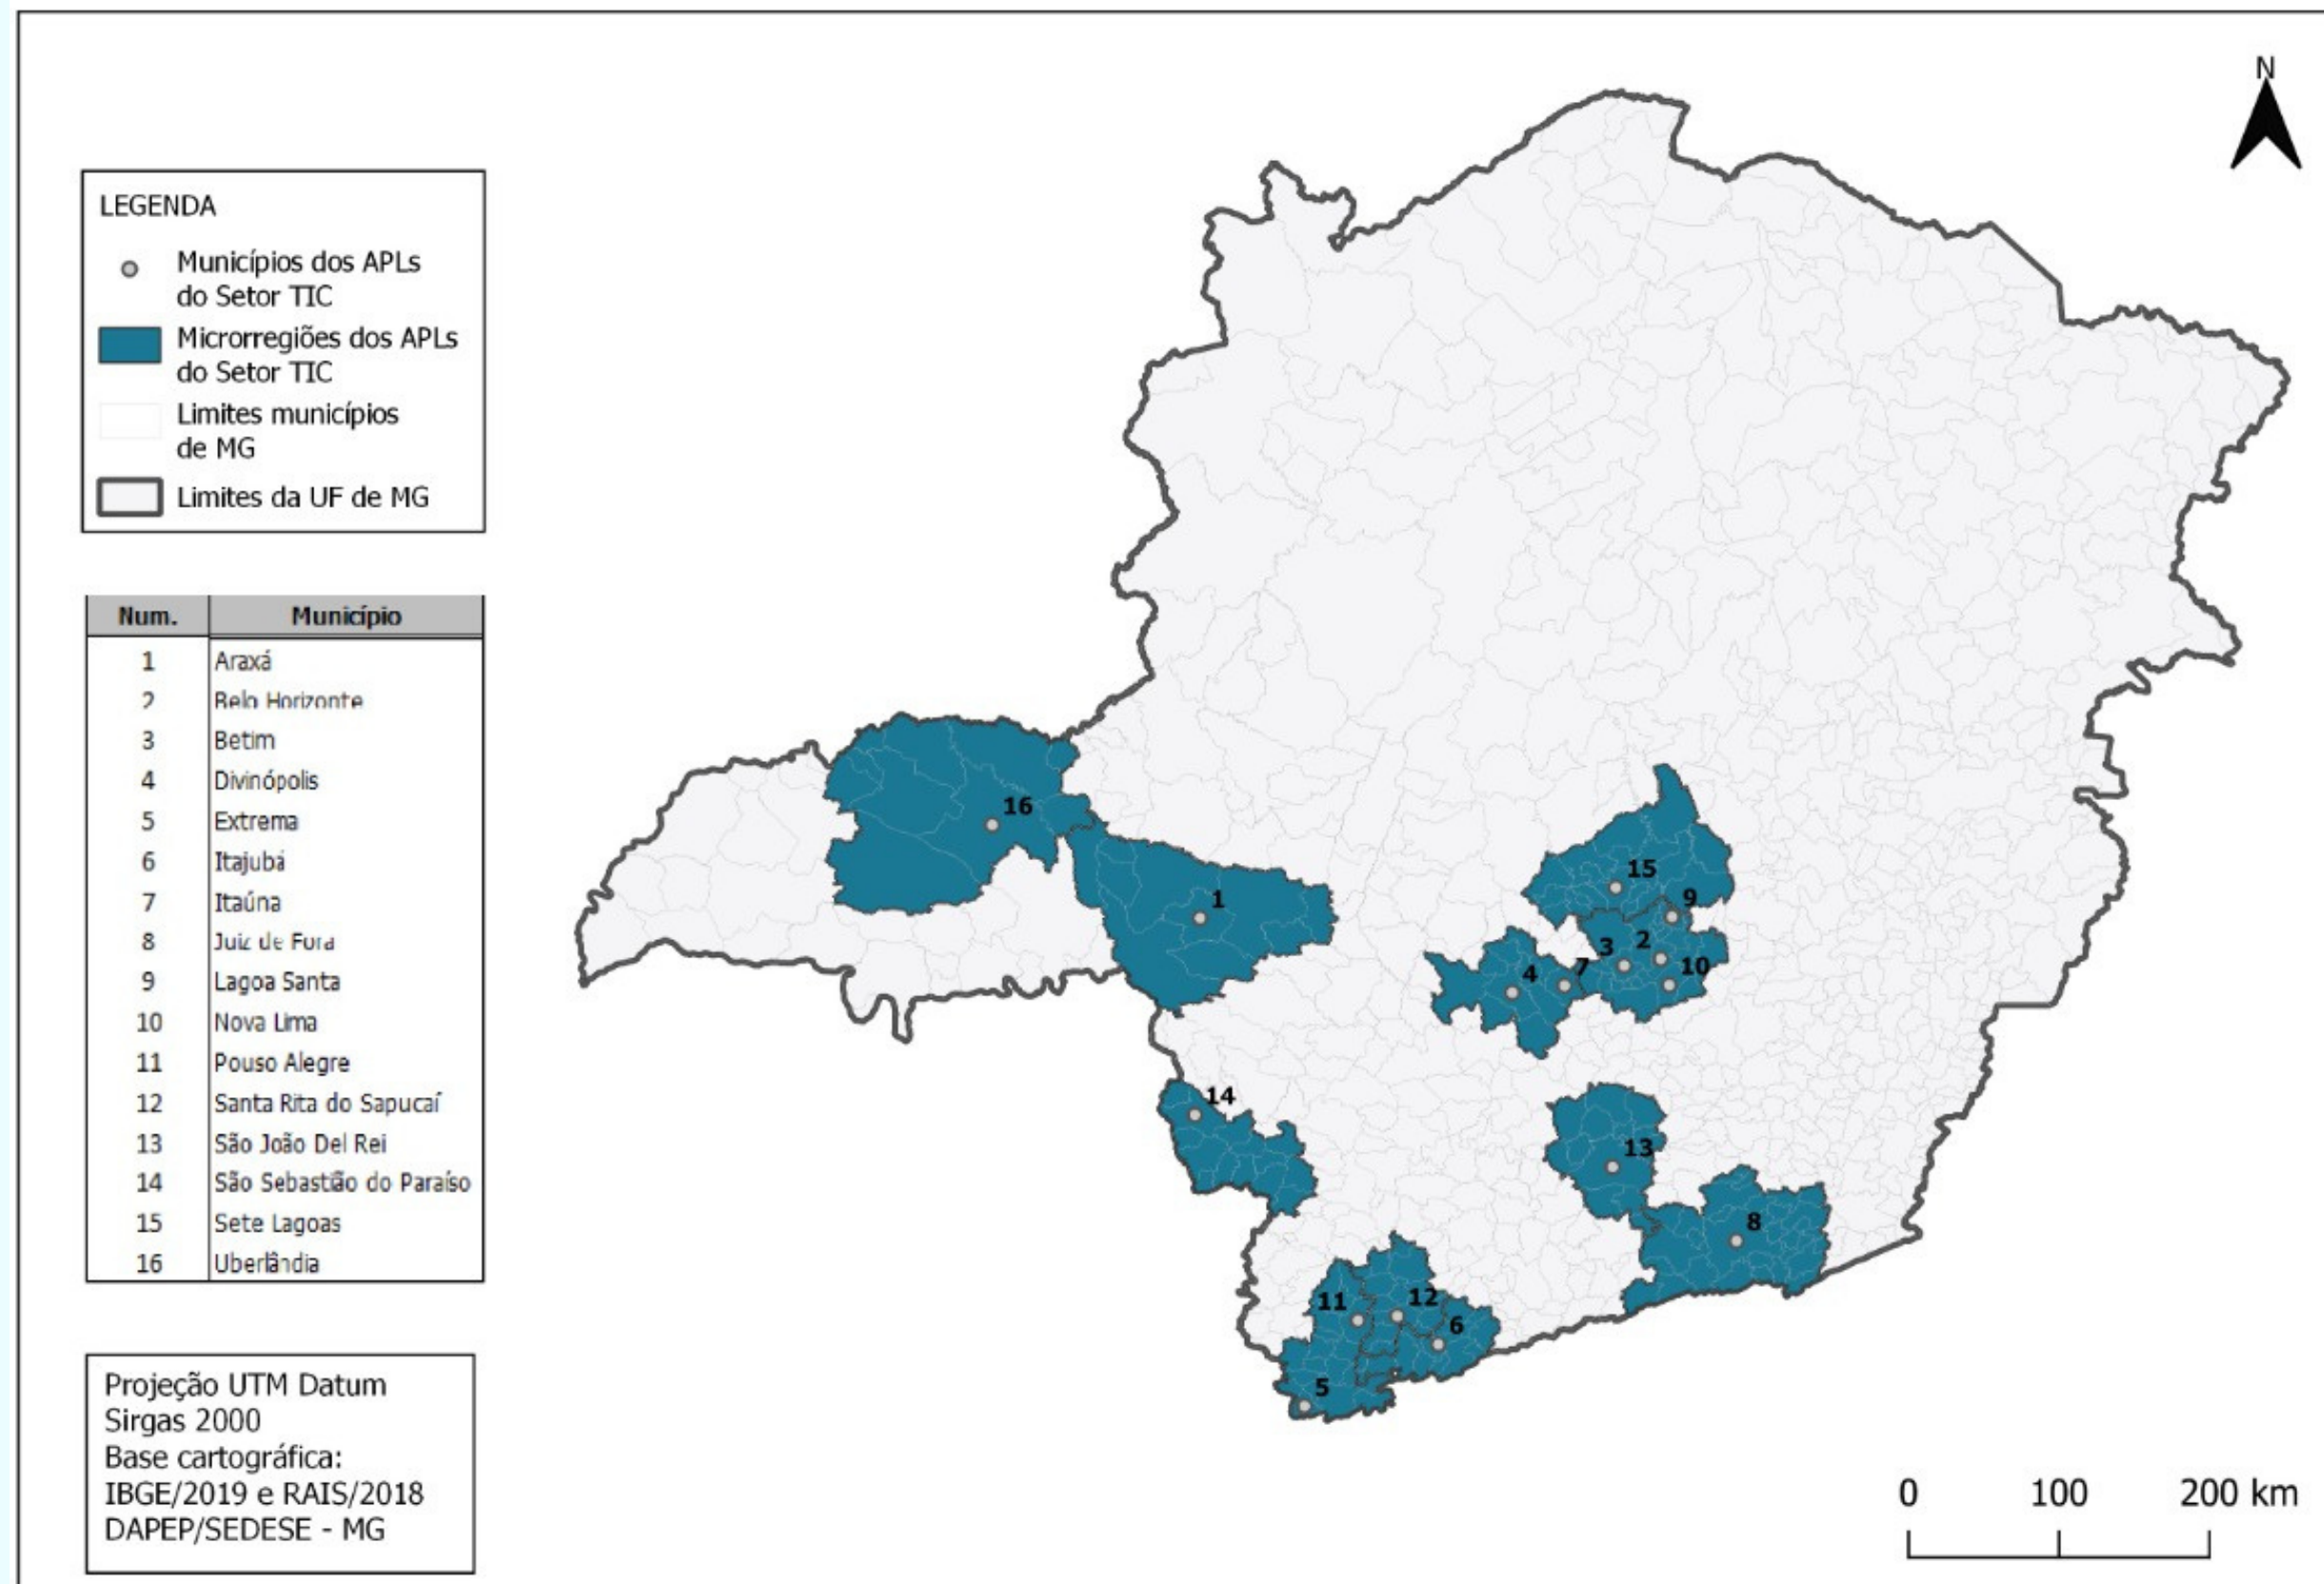 LEGENDA
Municípios dos APLs
do Setor TIC
Microrregiões dos APLs
do Setor TIC
Limites municípios
de MG
Limites da UF de MG
Num. Município
1 Araxá
2 Belo Horizonte
3 Betim
4 Divinópolis
5 Extrema
6 Itajubá
7 Itaúna
8 Juiz de Fora
9 Lagoa Santa
10 Nova Lima
11 Pouso Alegre
12 Santa Rita do Sapucaí
13 São João Del Rei
14 São Sebastião do Paraíso
15 Sete Lagoas
16 Uberlândia
Projeção UTM Datum
Sirgas 2000
Base cartográfica:
IBGE/2019 e RAIS/2018
DAPEP/SEDESE - MG
N
16
1
15
9
3 2
4 7 10
14
13
8
11 12
6
5
0 100 200 km